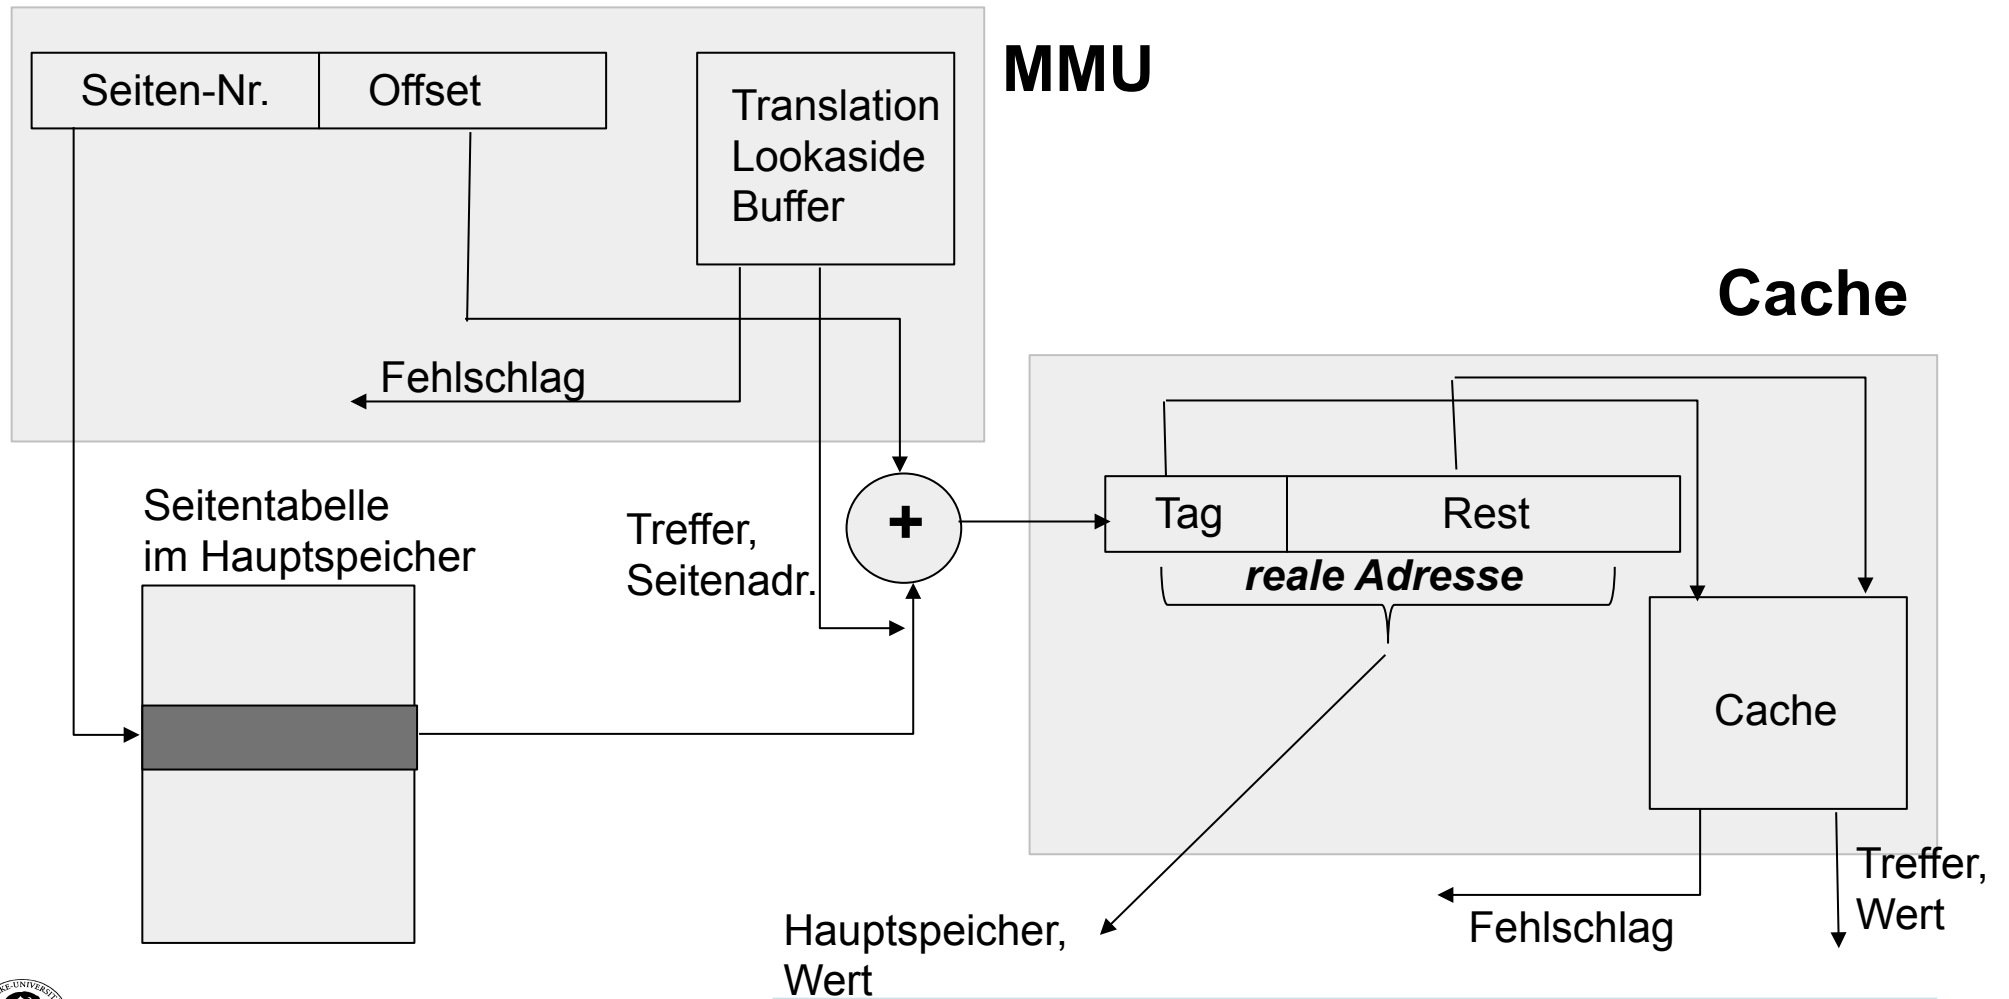 MMU
Seiten-Nr.
Offset
Translation
Lookaside
Buffer
Cache
Fehlschlag
Seitentabelle
im Hauptspeicher
Treffer,
Seitenadr.
+
Tag
Rest
reale Adresse
Cache
Treffer,
Wert
Fehlschlag
Hauptspeicher,
Wert